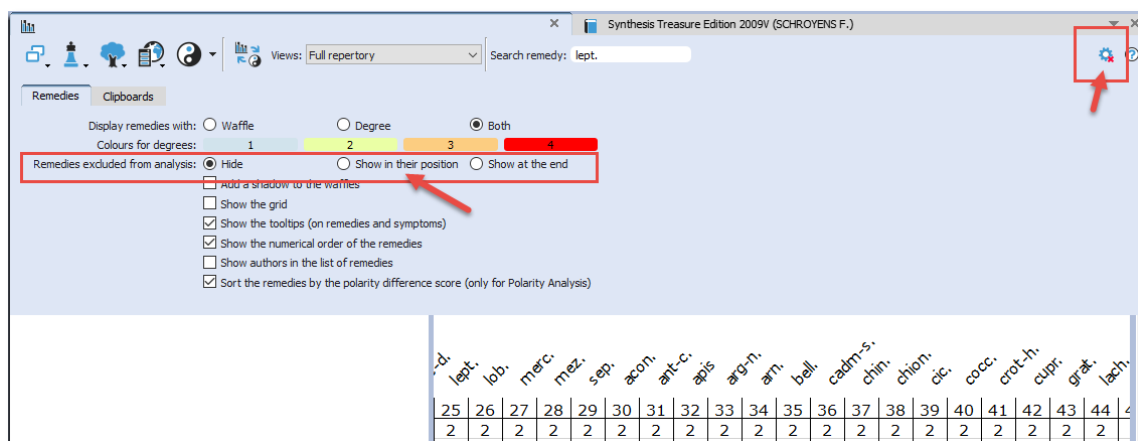 Synthesis Treasure Edition 2009V (SCHROYENS F.)
Views: Full repertory Search remedy: lept.
Remedies Clipboards
Display remedies with: Waffle Degree Both
Colours for degrees: 1 2 3 4
Remedies excluded from analysis: Hide Show in their position Show at the end
Add a shadow to the waffles
Show the grid
Show the tooltips (on remedies and symptoms)
Show the numerical order of the remedies
Show authors in the list of remedies
Sort the remedies by the polarity difference score (only for Polarity Analysis)
-d. lept. lob. merc. mez. sep. acon. ant-c. apis arg-n. arn. bell. cadm-s. chin. chion. cic. cocc. crot-h. cupr. grat. lach.
25 26 27 28 29 30 31 32 33 34 35 36 37 38 39 40 41 42 43 44
2 2 2 2 2 2 2 2 2 2 2 2 2 2 2 2 2 2 2 2